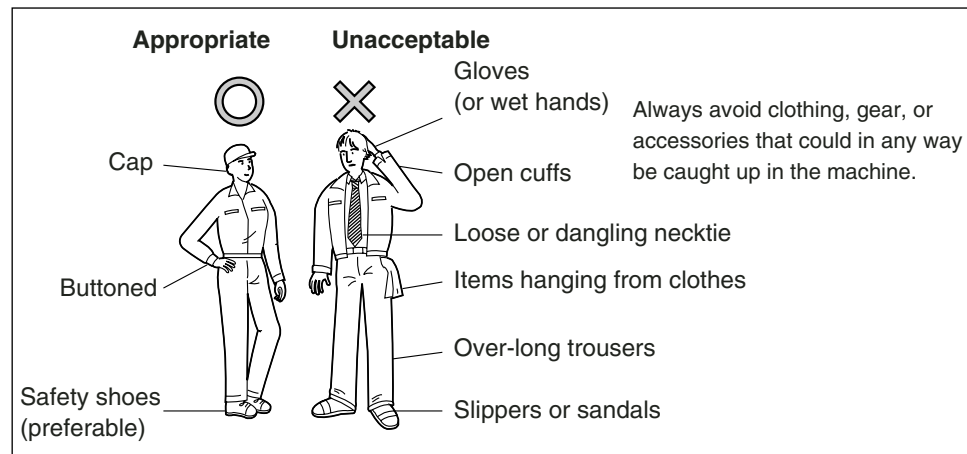 Appropriate
Unacceptable
Cap
Buttoned
Safety shoes
(preferable)
Gloves
(or wet hands)
Open cuffs
Loose or dangling necktie
Items hanging from clothes
Over-long trousers
Slippers or sandals
Always avoid clothing, gear, or
accessories that could in any way
be caught up in the machine.